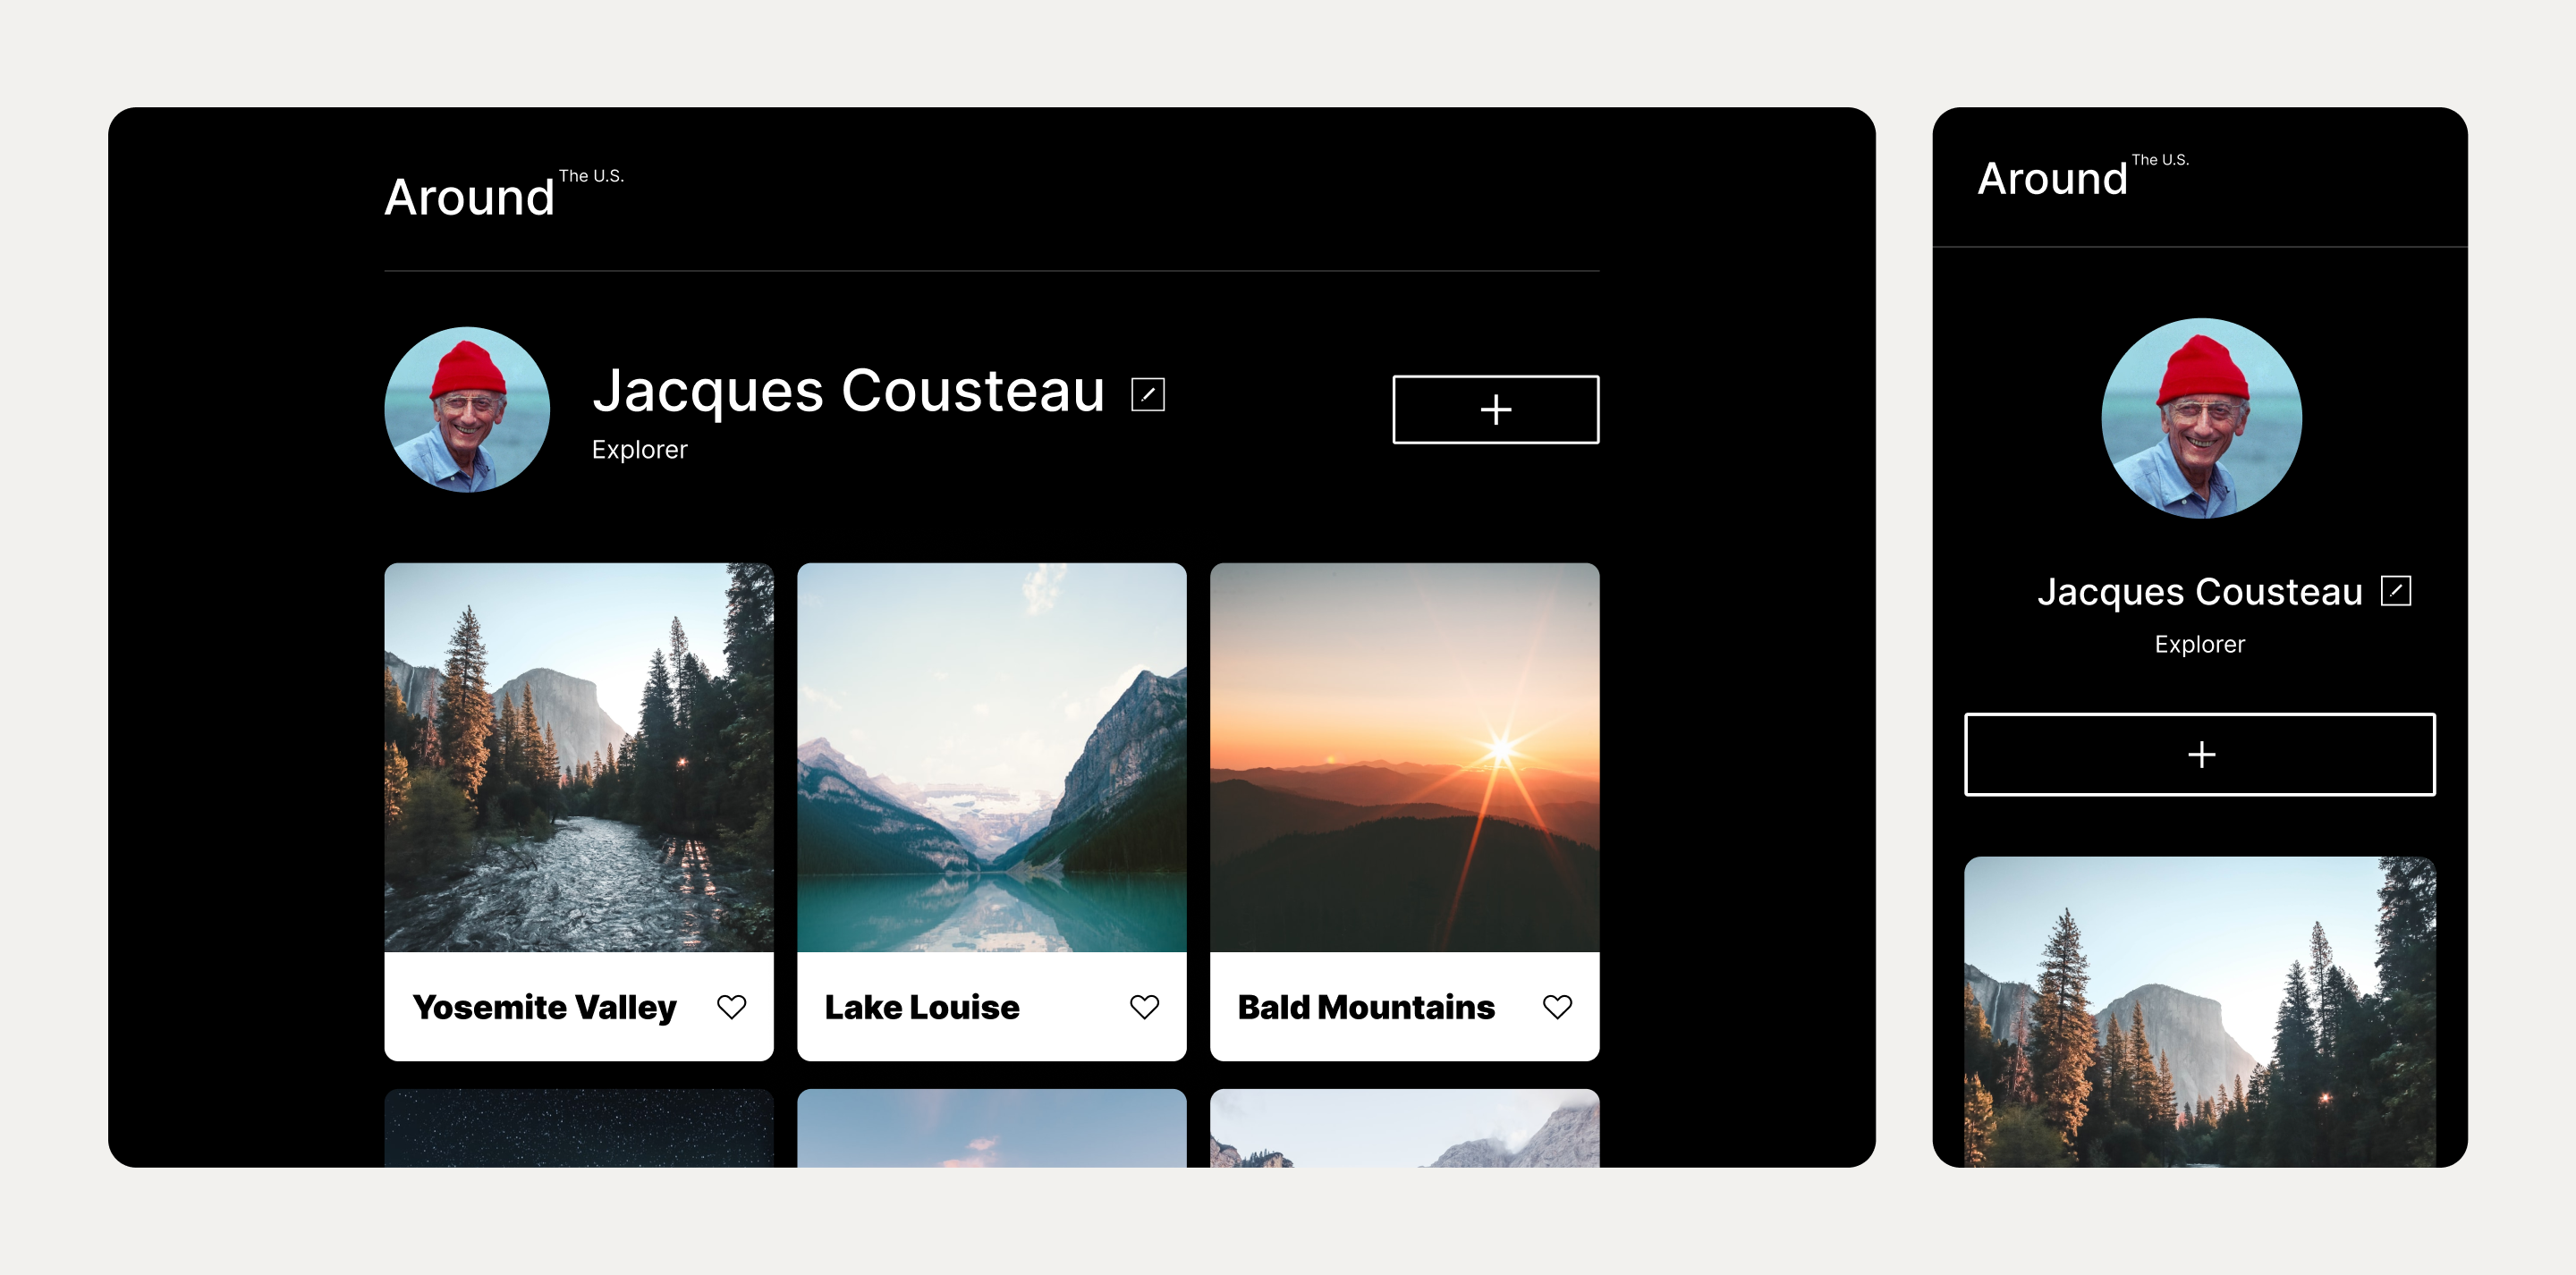 Around The U.S.
Jacques Cousteau
Explorer
Yosemite Valley
Lake Louise
Bald Mountains
Around The U.S.
Jacques Cousteau
Explorer